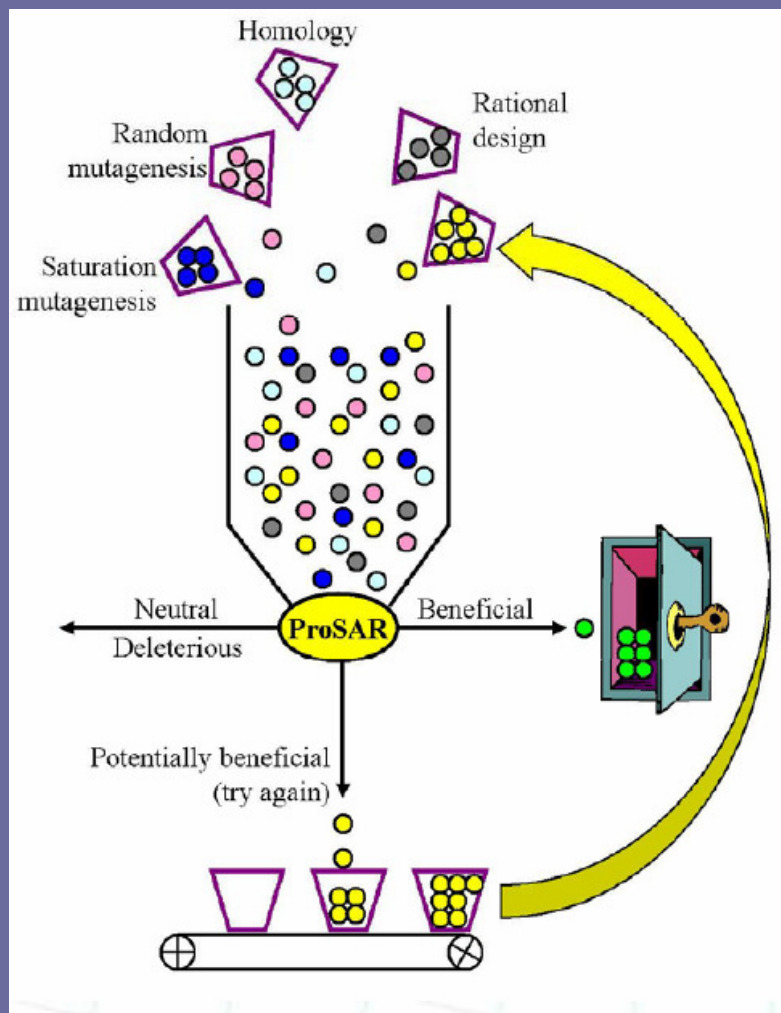 Homology
Rational
design
Random
mutagenesis
Saturation
mutagenesis
Neutral
Deleterious
ProSAR
Beneficial
Potentially beneficial
(try again)